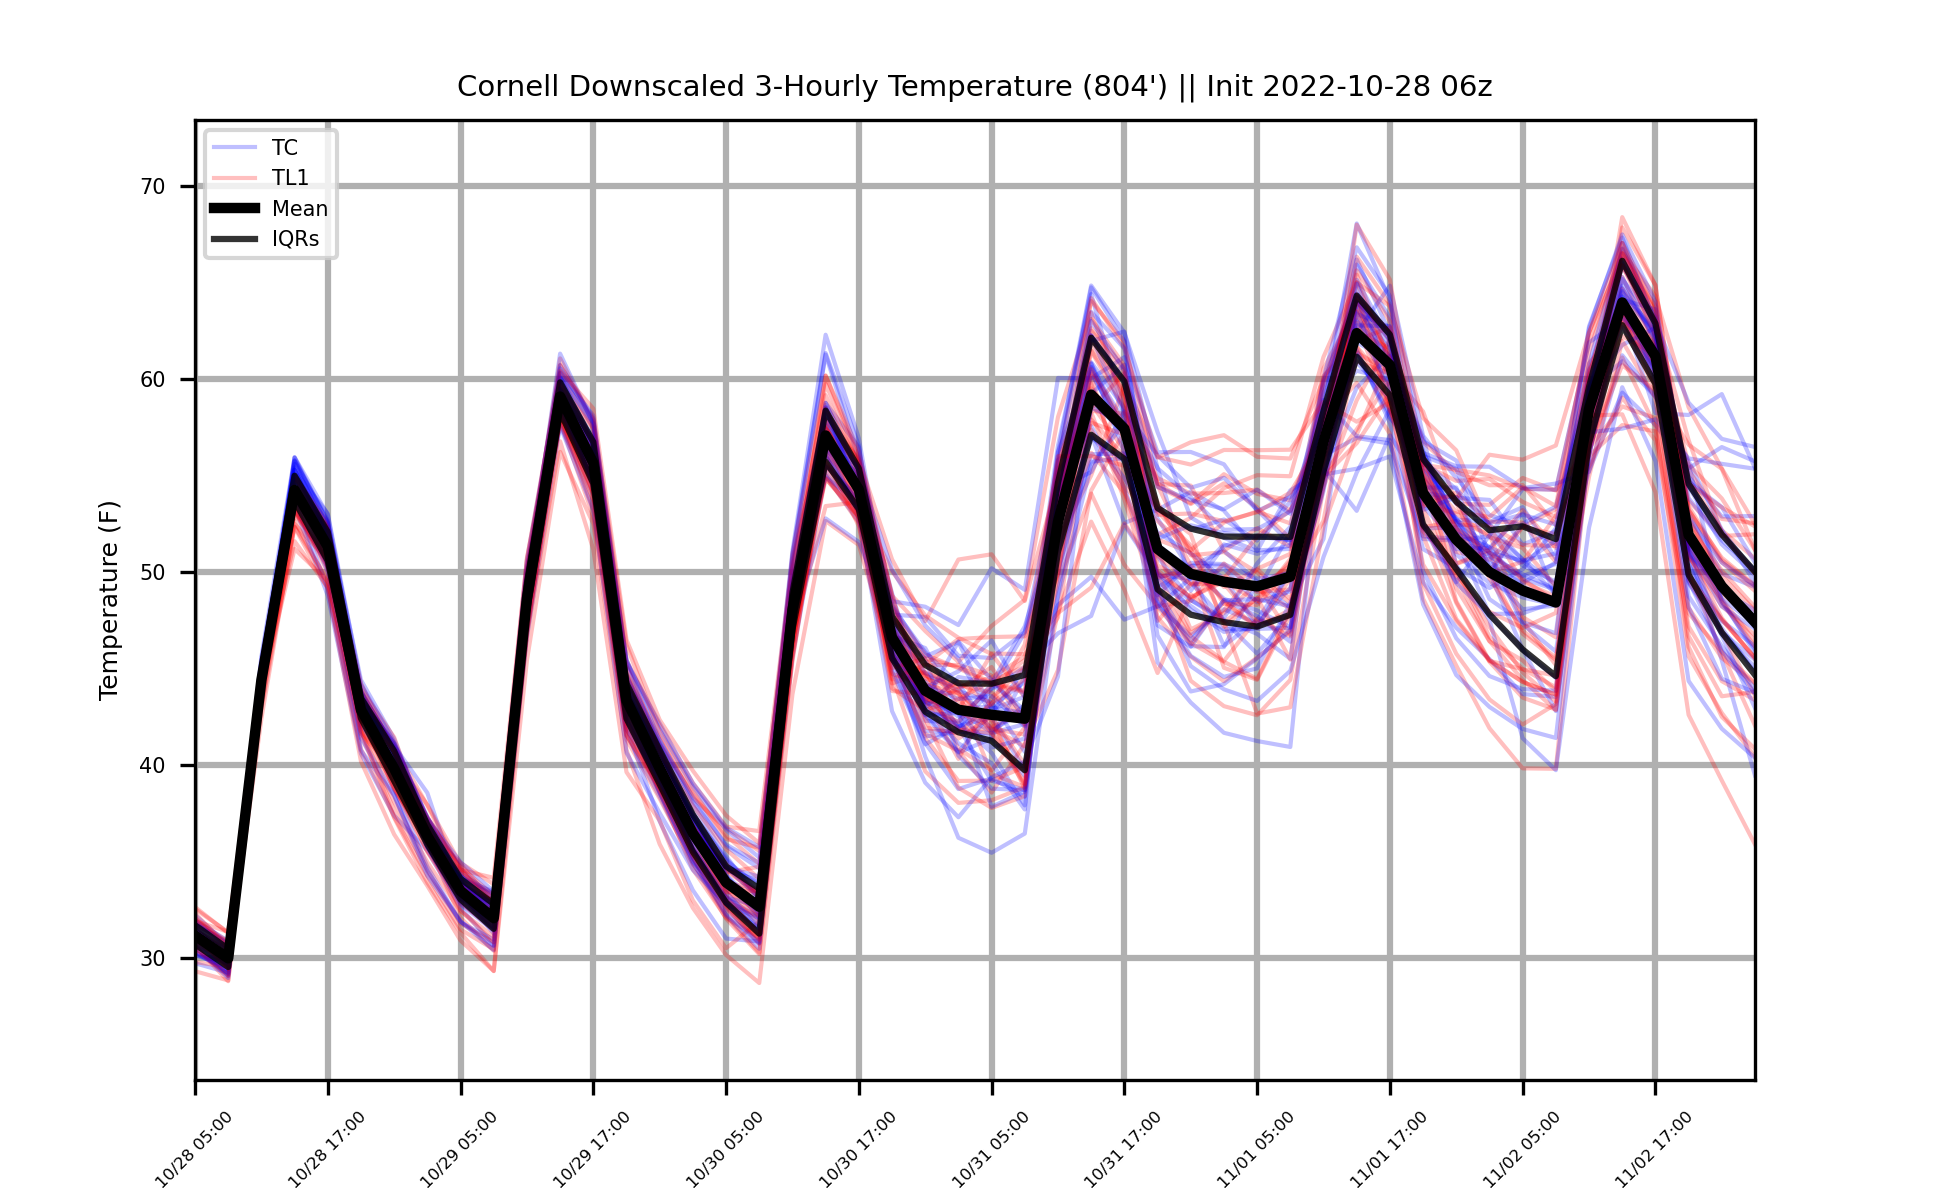 Cornell Downscaled 3-Hourly Temperature (804') || Init 2022-10-28 06z
TC
TL1
Mean
IQRs
Temperature (F)
70
60
50
40
30
10/28 05:00
10/28 17:00
10/29 05:00
10/29 17:00
10/30 05:00
10/30 17:00
10/31 05:00
10/31 17:00
11/01 05:00
11/01 17:00
11/02 05:00
11/02 17:00